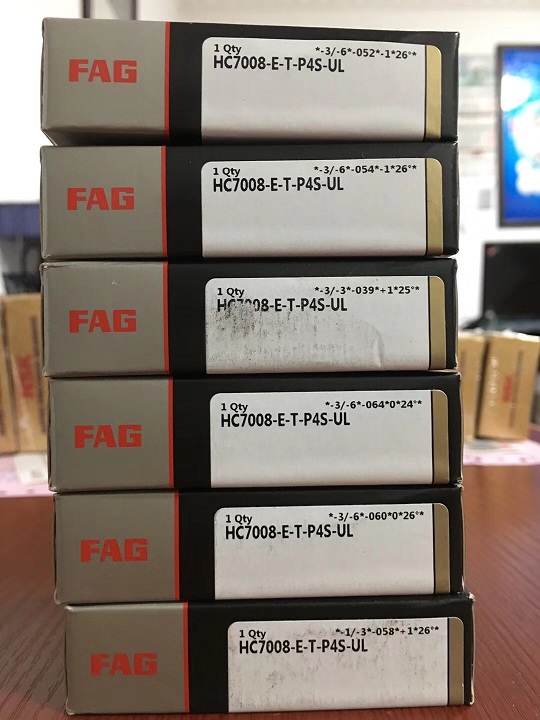 FAG
1 Qty *-3/-6*-052*-1*26°*
HC7008-E-T-P4S-UL
FAG
1 Qty *-3/-6*-054*-1*26°*
HC7008-E-T-P4S-UL
FAG
1 Qty *-3/-3*-039*+1*25°*
HC7008-E-T-P4S-UL
FAG
1 Qty *-3/-6*-064*0*24°*
HC7008-E-T-P4S-UL
FAG
1 Qty *-3/-6*-060*0*26°*
HC7008-E-T-P4S-UL
FAG
1 Qty *-1/-3*-058*+1*26°*
HC7008-E-T-P4S-UL